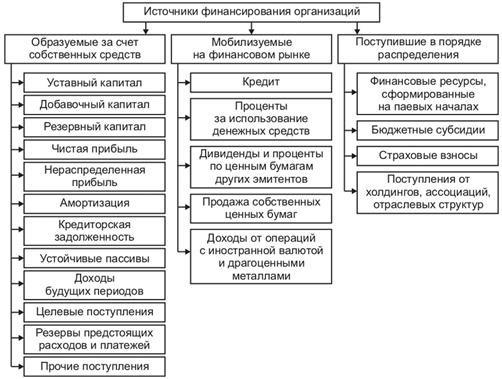 Источники финансирования организаций
Образуемые за счет
собственных средств
Уставный капитал
Добавочный капитал
Резервный капитал
Чистая прибыль
Нераспределенная
прибыль
Амортизация
Кредиторская
задолженность
Устойчивые пассивы
Доходы
будущих периодов
Целевые поступления
Резервы предстоящих
расходов и платежей
Прочие поступления
Мобилизуемые
на финансовом рынке
Кредит
Проценты
за использование
денежных средств
Дивиденды и проценты
по ценным бумагам
других эмитентов
Продажа собственных
ценных бумаг
Доходы от операций
с иностранной валютой
и драгоценными
металлами
Поступившие в порядке
распределения
Финансовые ресурсы,
сформированные
на паевых началах
Бюджетные субсидии
Страховые взносы
Поступления от
холдингов, ассоциаций,
отраслевых структур